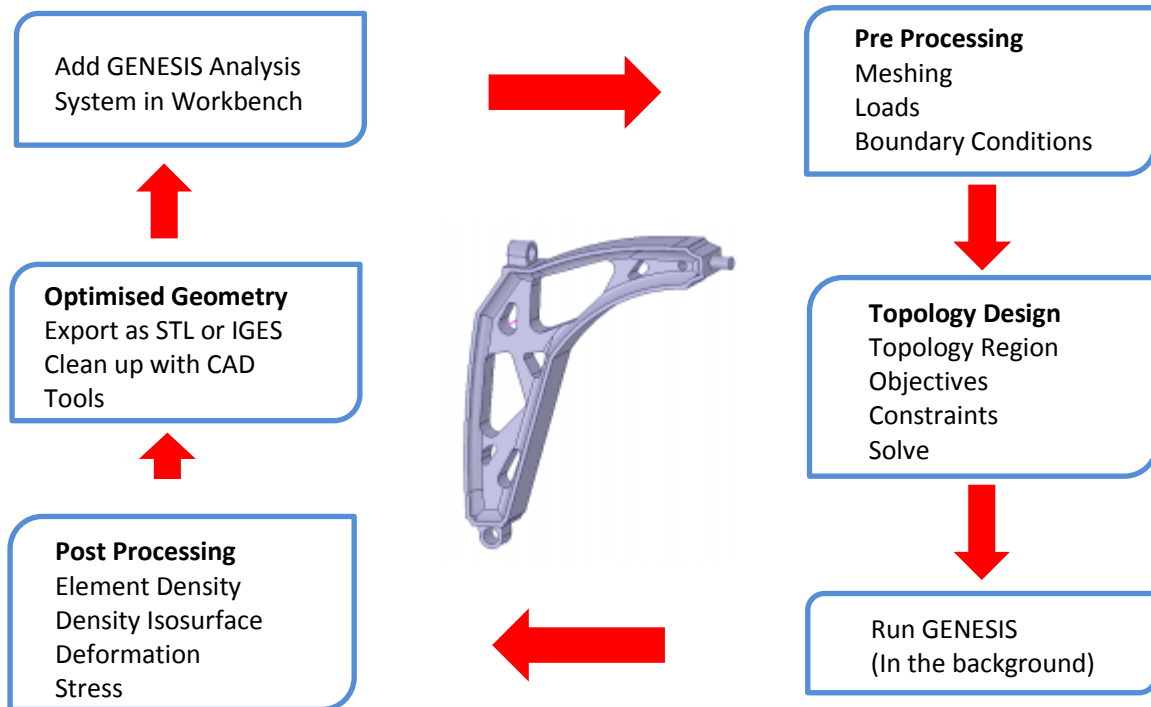 Add GENESIS Analysis
System in Workbench
Pre Processing
Meshing
Loads
Boundary Conditions
Topology Design
Topology Region
Objectives
Constraints
Solve
Run GENESIS
(In the background)
Post Processing
Element Density
Density Isosurface
Deformation
Stress
Optimised Geometry
Export as STL or IGES
Clean up with CAD
Tools